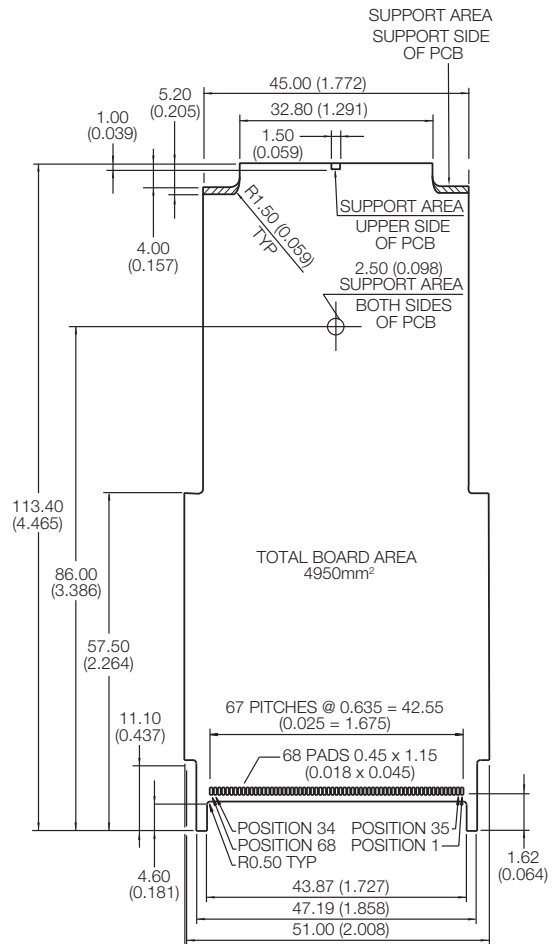 SUPPORT AREA
SUPPORT SIDE
OF PCB
45.00 (1.772)
5.20
(0.205)
32.80 (1.291)
1.00
(0.039)
1.50
(0.059)
R1.50 (0.059)
TYP
SUPPORT AREA
UPPER SIDE
OF PCB
4.00
(0.157)
2.50 (0.098)
SUPPORT AREA
BOTH SIDES
OF PCB
113.40
(4.465)
86.00
(3.386)
TOTAL BOARD AREA
4950mm²
57.50
(2.264)
67 PITCHES @ 0.635 = 42.55
(0.025 = 1.675)
11.10
(0.437)
68 PADS 0.45 x 1.15
(0.018 x 0.045)
POSITION 34 POSITION 35
POSITION 68 POSITION 1
R0.50 TYP
1.62
(0.064)
4.60
(0.181)
43.87 (1.727)
47.19 (1.858)
51.00 (2.008)